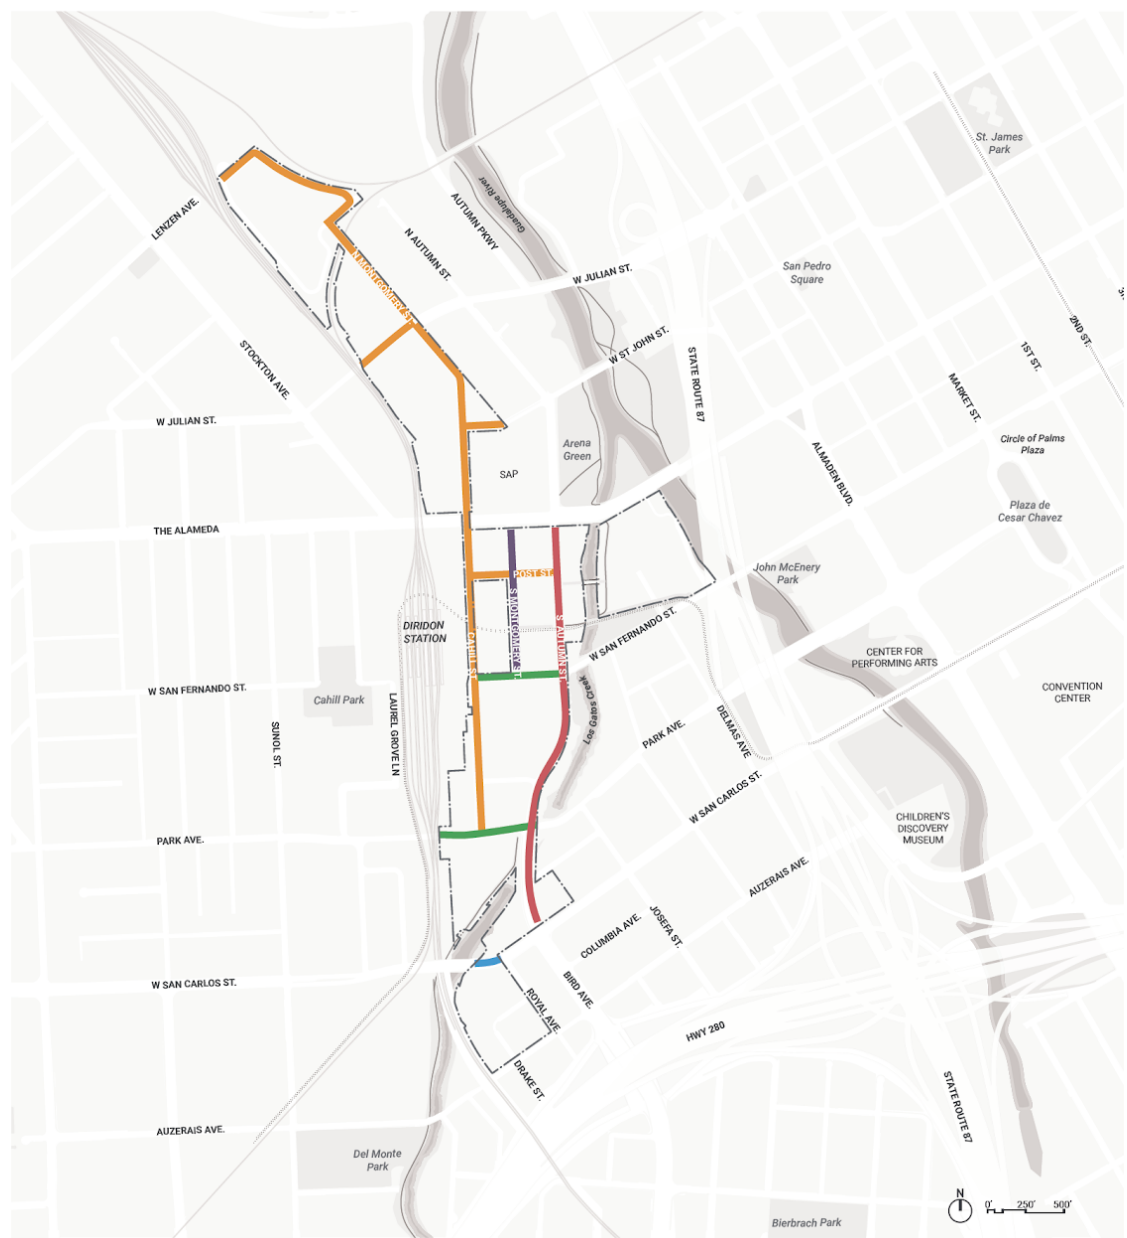 St. James
Park
LENZEN AVE.
AUTUMN PKWY
Guadalupe River
N AUTUMN ST.
W JULIAN ST.
San Pedro
Square
N MONTGOMERY ST.
2ND ST.
1ST ST.
W ST JOHN ST.
STOCKTON AVE.
STATE ROUTE 87
MARKET ST.
W JULIAN ST.
Arena
Green
Circle of Palms
Plaza
ALMADEN BLVD.
SAP
Plaza de
Cesar Chavez
THE ALAMEDA
POST ST.
John McEnery
Park
S MONTGOMERY ST.
S AUTUMN ST.
CAHILL ST.
DIRIDON
STATION
W SAN FERNANDO ST.
CENTER FOR
PERFORMING ARTS
W SAN FERNANDO ST.
Cahill Park
CONVENTION
CENTER
LAUREL GROVE LN
SUNOL ST.
Los Gatos Creek
PARK AVE.
DELMAS AVE
W SAN CARLOS ST.
CHILDREN'S
DISCOVERY
MUSEUM
PARK AVE.
AUZERAIS AVE.
JOSEFA ST.
COLUMBIA AVE.
W SAN CARLOS ST.
BIRD AVE.
ROYAL AVE.
HWY 280
DRAKE ST.
STATE ROUTE 87
AUZERAIS AVE.
Del Monte
Park
Bierbrach Park
N
0' 250' 500'